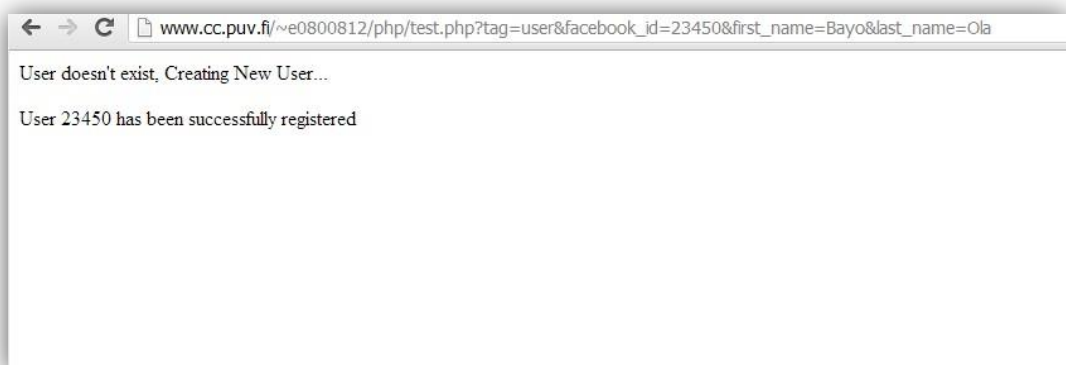 www.cc.puv.fi/~e0800812/php/test.php?tag=user&facebook_id=23450&first_name=Bayo&last_name=Ola
User doesn't exist, Creating New User...
User 23450 has been successfully registered